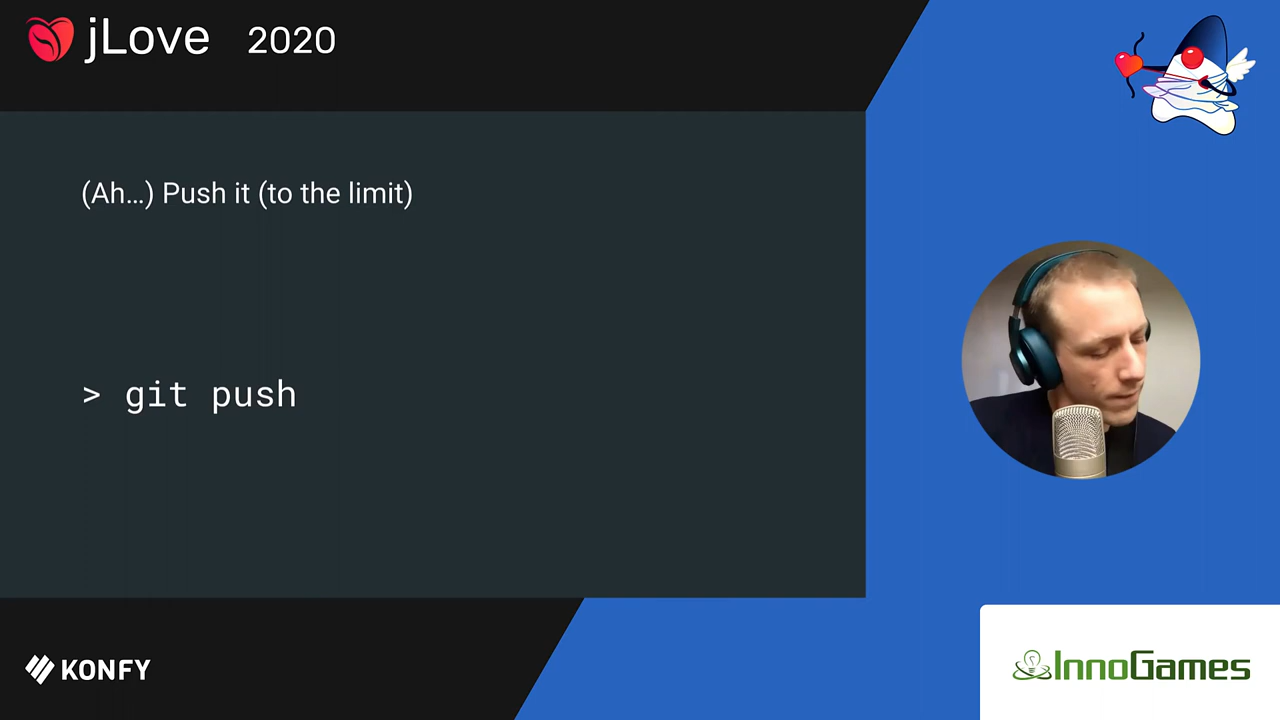 jLove 2020
(Ah...) Push it (to the limit)
> git push
KONFY
InnoGames